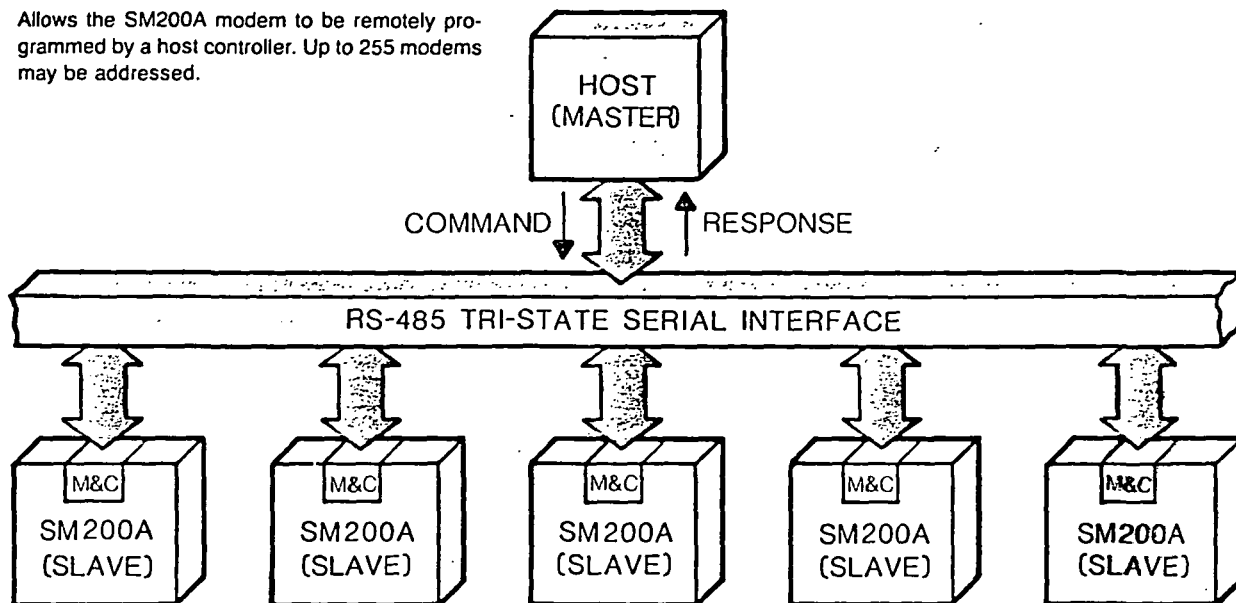 Allows the SM200A modem to be remotely pro-
grammed by a host controller. Up to 255 modems
may be addressed.
HOST
(MASTER)
COMMAND
RESPONSE
RS-485 TRI-STATE SERIAL INTERFACE
M&C
SM200A
(SLAVE)
M&C
SM200A
(SLAVE)
M&C
SM200A
(SLAVE)
M&C
SM200A
(SLAVE)
M&C
SM200A
(SLAVE)